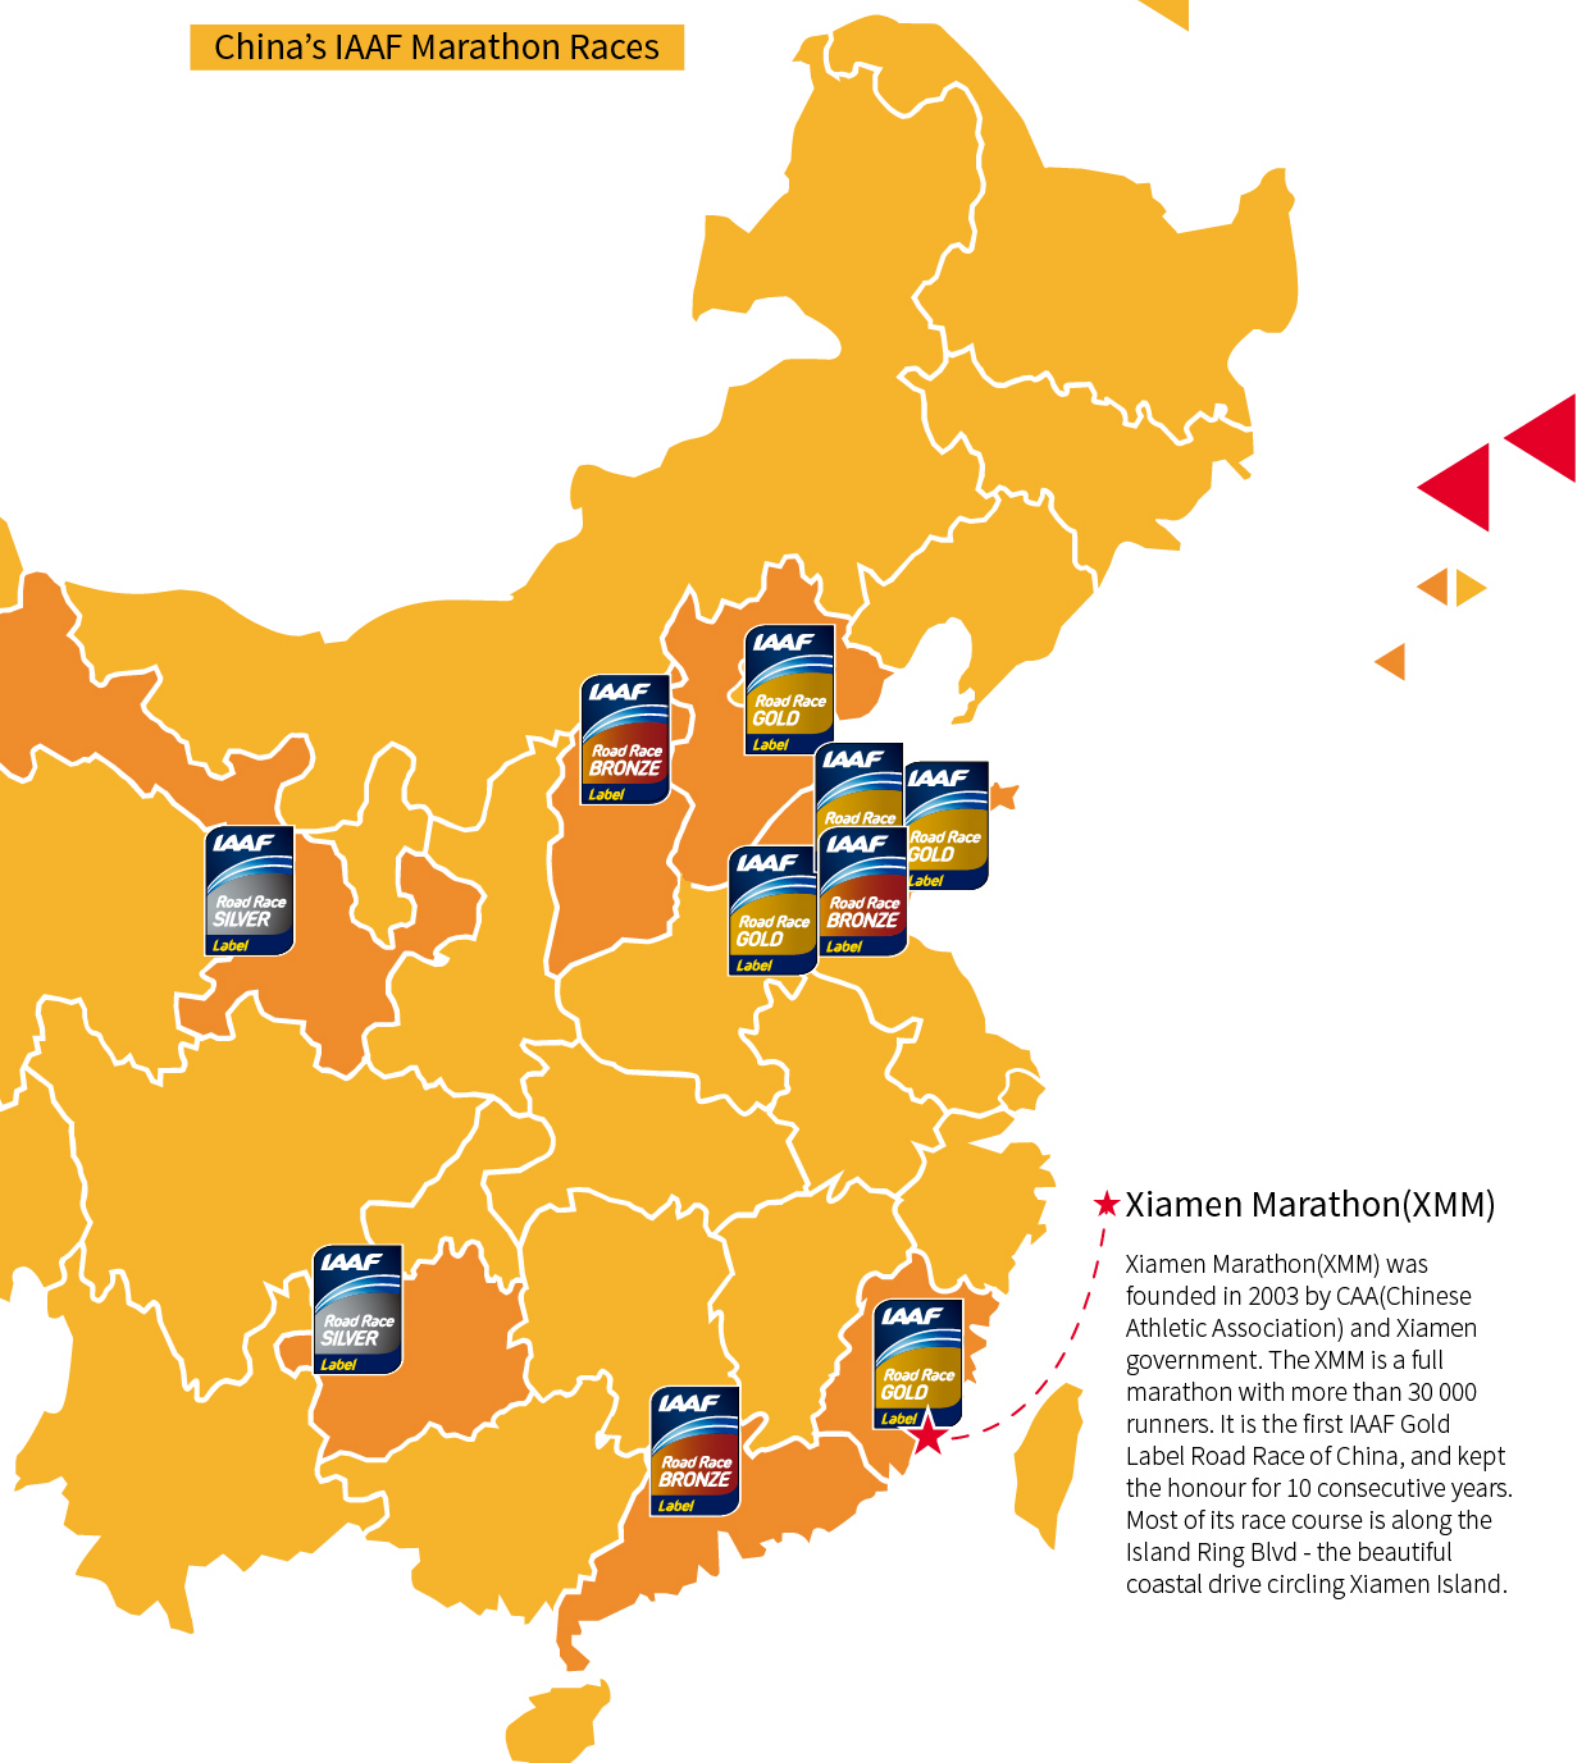 China's IAAF Marathon Races
IAAF
Road Race
GOLD
Label
IAAF
Road Race
BRONZE
Label
IAAF
Road Race
IAAF
Road Race
GOLD
Label
IAAF
Road Race
SILVER
Label
IAAF
Road Race
GOLD
Label
IAAF
Road Race
BRONZE
Label
IAAF
Road Race
SILVER
Label
IAAF
Road Race
GOLD
Label
IAAF
Road Race
BRONZE
Label
Xiamen Marathon(XMM)
Xiamen Marathon(XMM) was
founded in 2003 by CAA(Chinese
Athletic Association) and Xiamen
government. The XMM is a full
marathon with more than 30 000
runners. It is the first IAAF Gold
Label Road Race of China, and kept
the honour for 10 consecutive years.
Most of its race course is along the
Island Ring Blvd - the beautiful
coastal drive circling Xiamen Island.